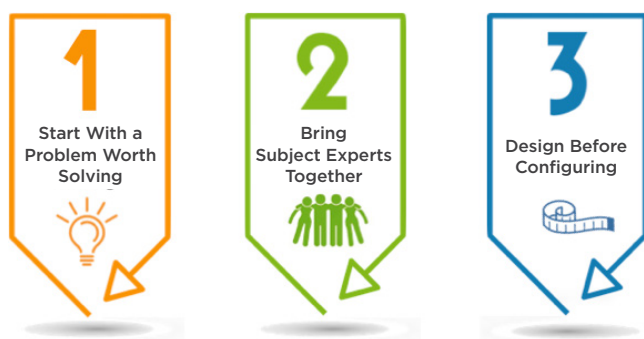 1
Start With a
Problem Worth
Solving
2
Bring
Subject Experts
Together
3
Design Before
Configuring